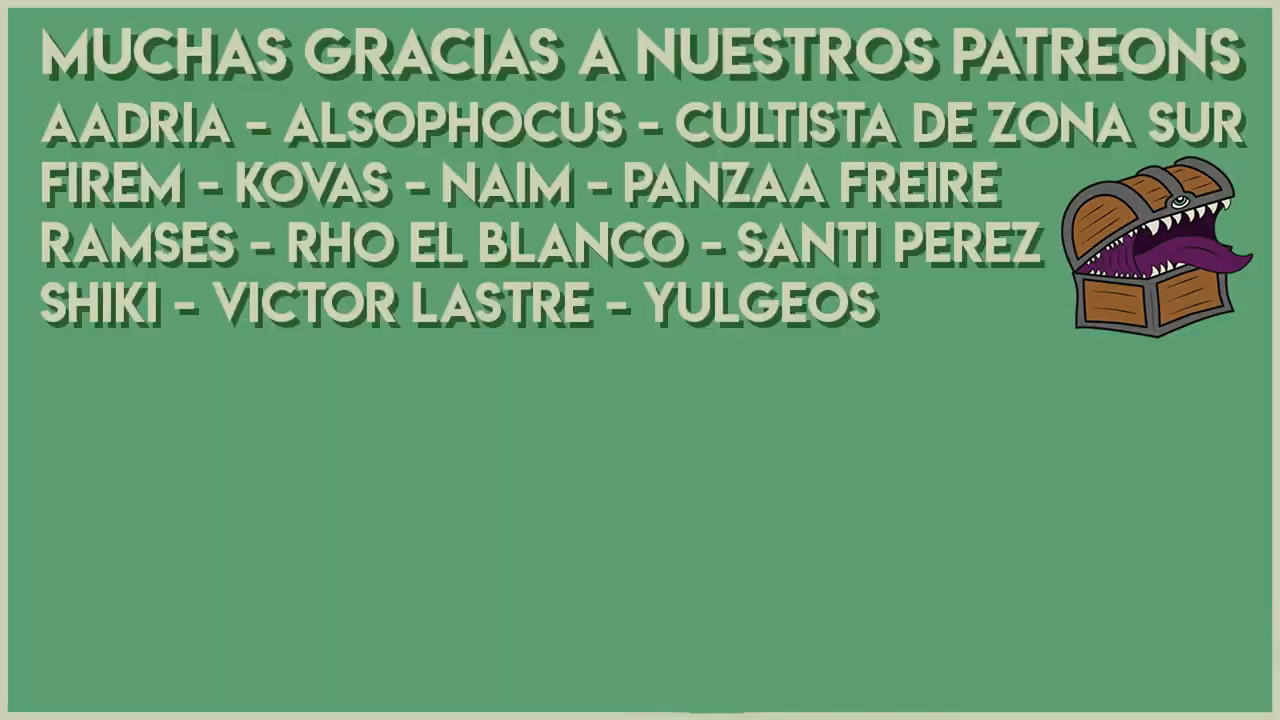 MUCHAS GRACIAS A NUESTROS PATREONS
AADRIA - ALSOPHOCUS - CULTISTA DE ZONA SUR
FIREM - KOVAS - NAIM - PANZAA FREIRE
RAMSES - RHO EL BLANCO - SANTI PEREZ
SHIKI - VICTOR LASTRE - YULGEOS